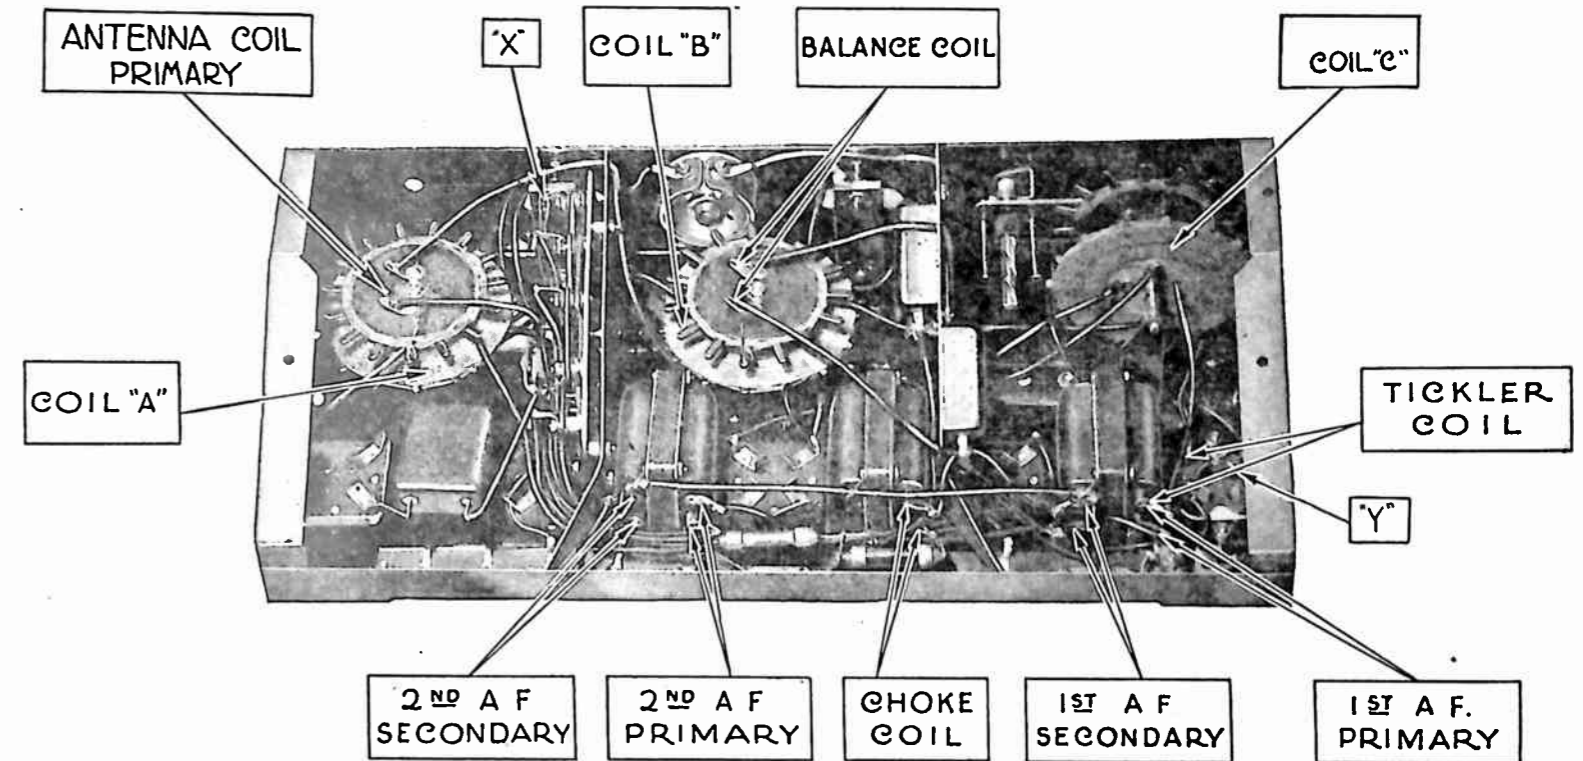 ANTENNA COIL
PRIMARY
"X"
COIL "B"
BALANCE COIL
COIL "C"
COIL "A"
TICKLER
COIL
"Y"
2ND A F
SECONDARY
2ND A F
PRIMARY
CHOKE
COIL
1ST A F
SECONDARY
1ST A F.
PRIMARY